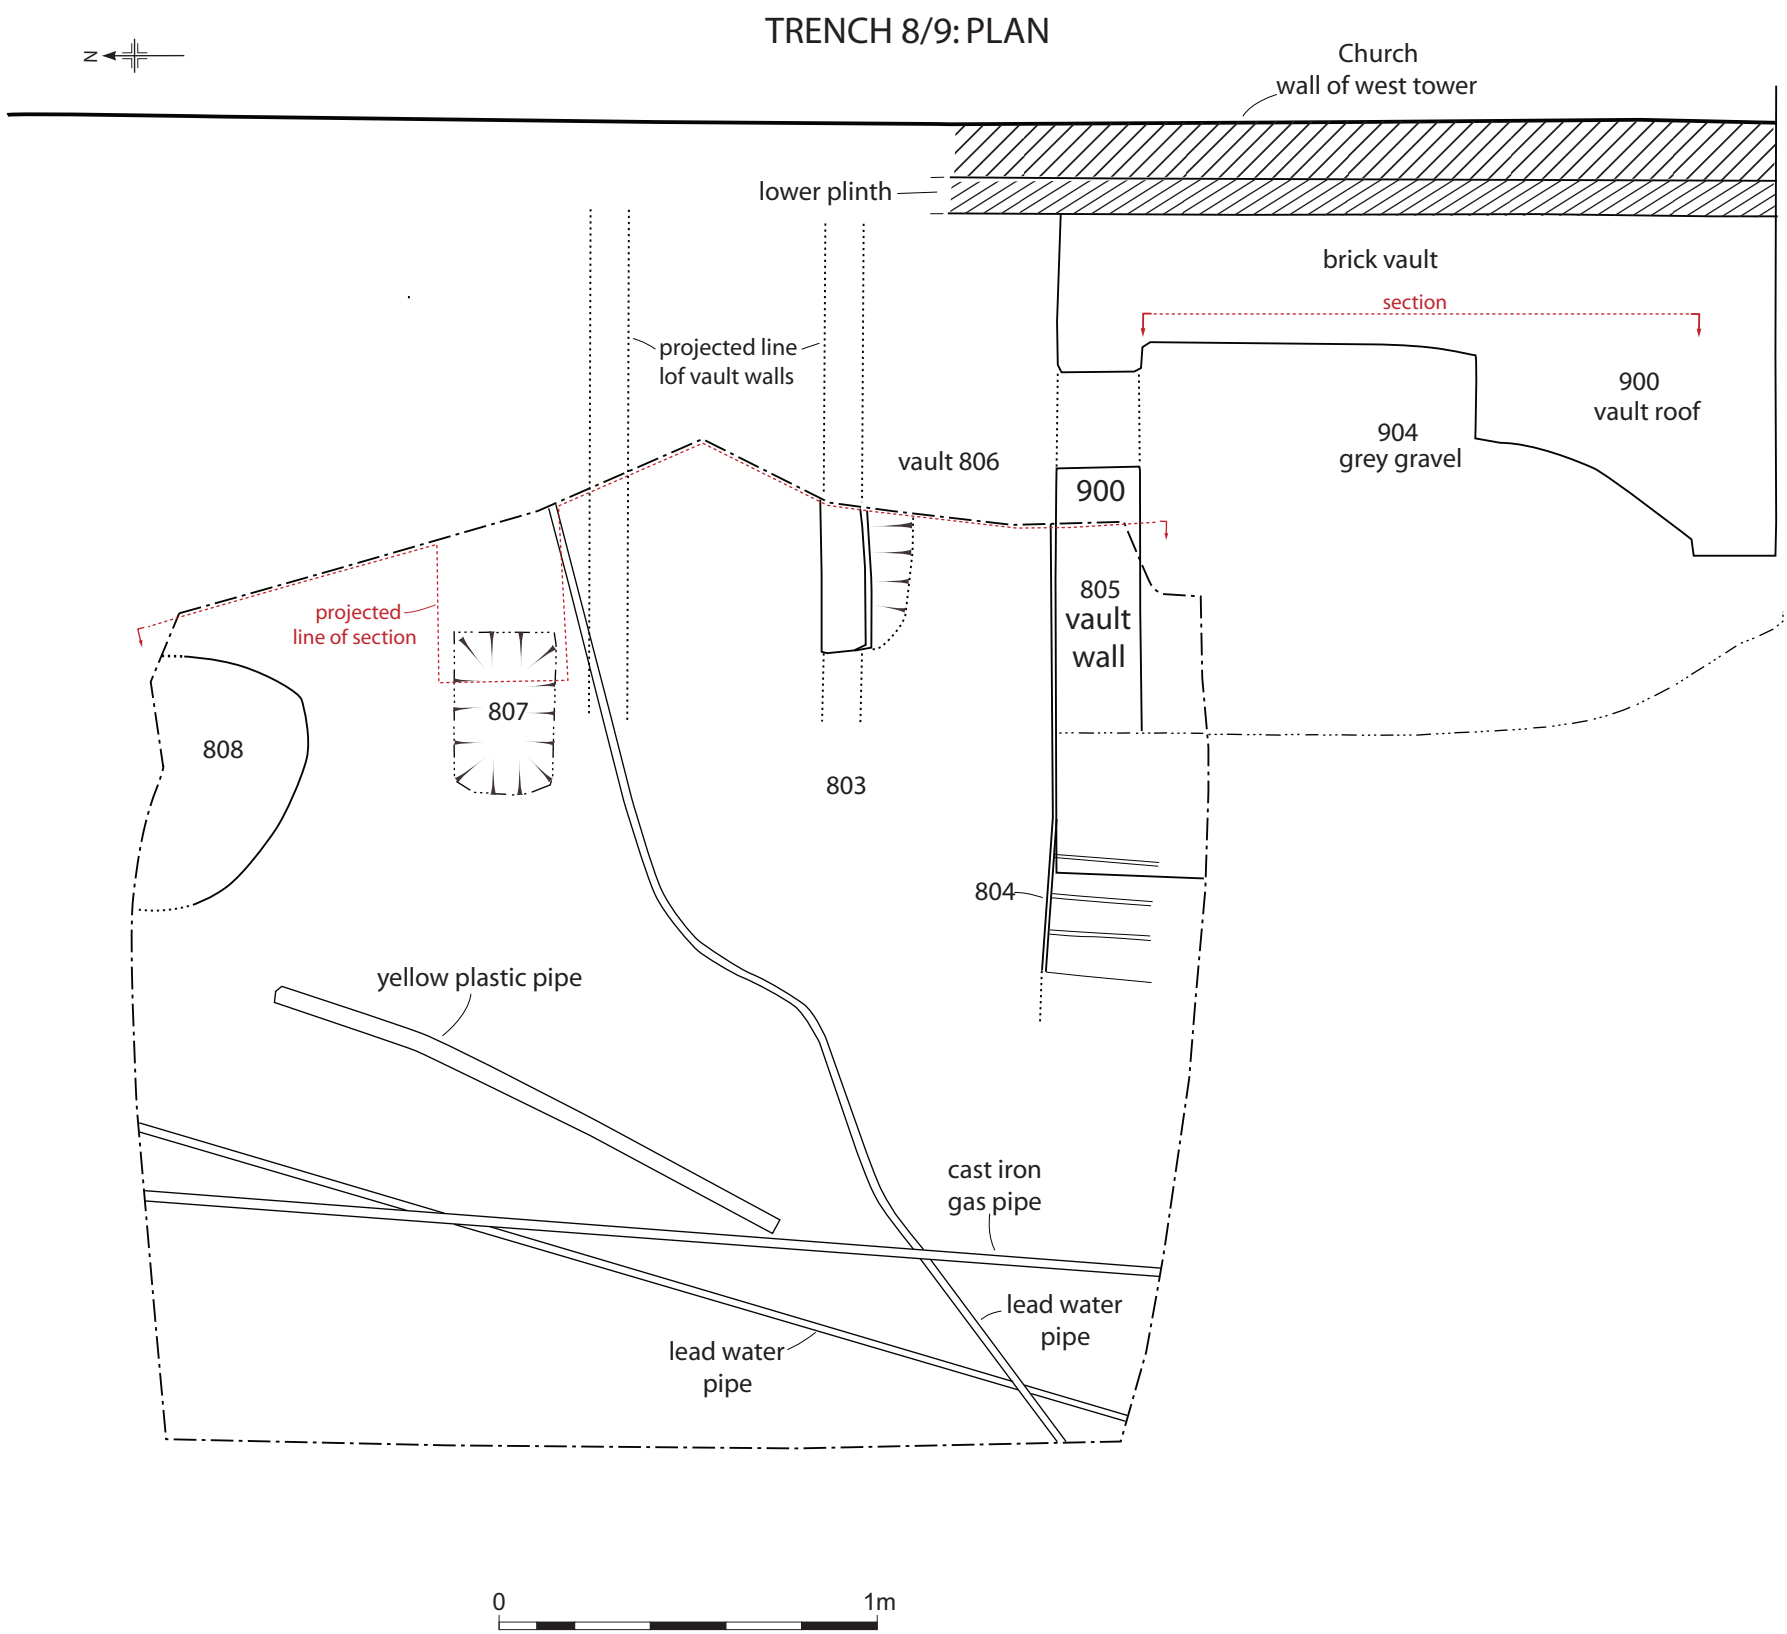 TRENCH 8/9: PLAN
N
Church
wall of west tower
lower plinth
brick vault
section
projected line
lof vault walls
900
vault roof
904
grey gravel
vault 806
900
805
vault
wall
projected
line of section
807
808
803
804
yellow plastic pipe
cast iron
gas pipe
lead water
pipe
lead water
pipe
0
1m